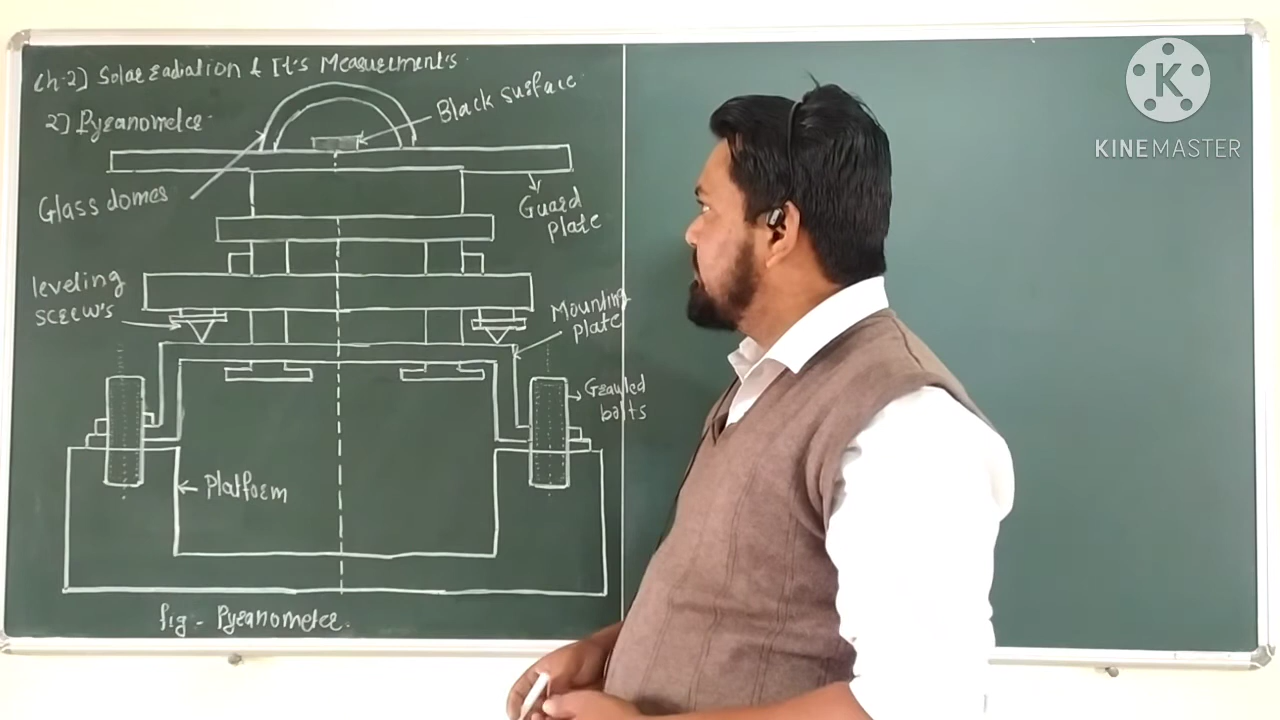 Ch-2] Solar radiation & It's Measurement's
2] Pyranometer
Black surface
Glass domes
Guard
plate
leveling
screw's
Mounting
plate
Grauled
bolts
Platform
fig - Pyranometer.
K
KINEMASTER